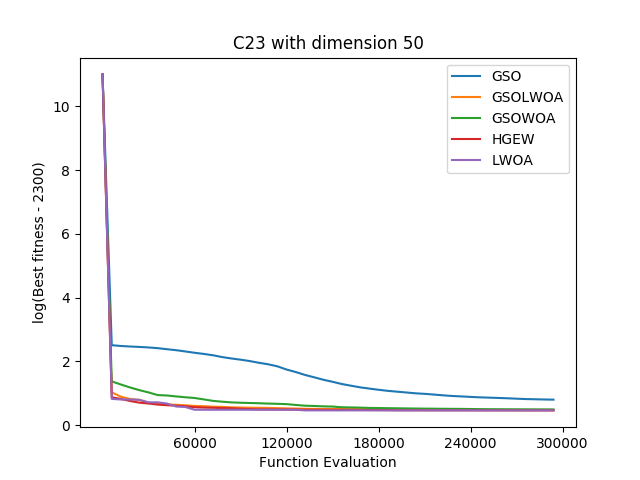 C23 with dimension 50
log(Best fitness - 2300)
10
8
6
4
2
0
GSO
GSOLWOA
GSOWOA
HGEW
LWOA
60000 120000 180000 240000 300000
Function Evaluation